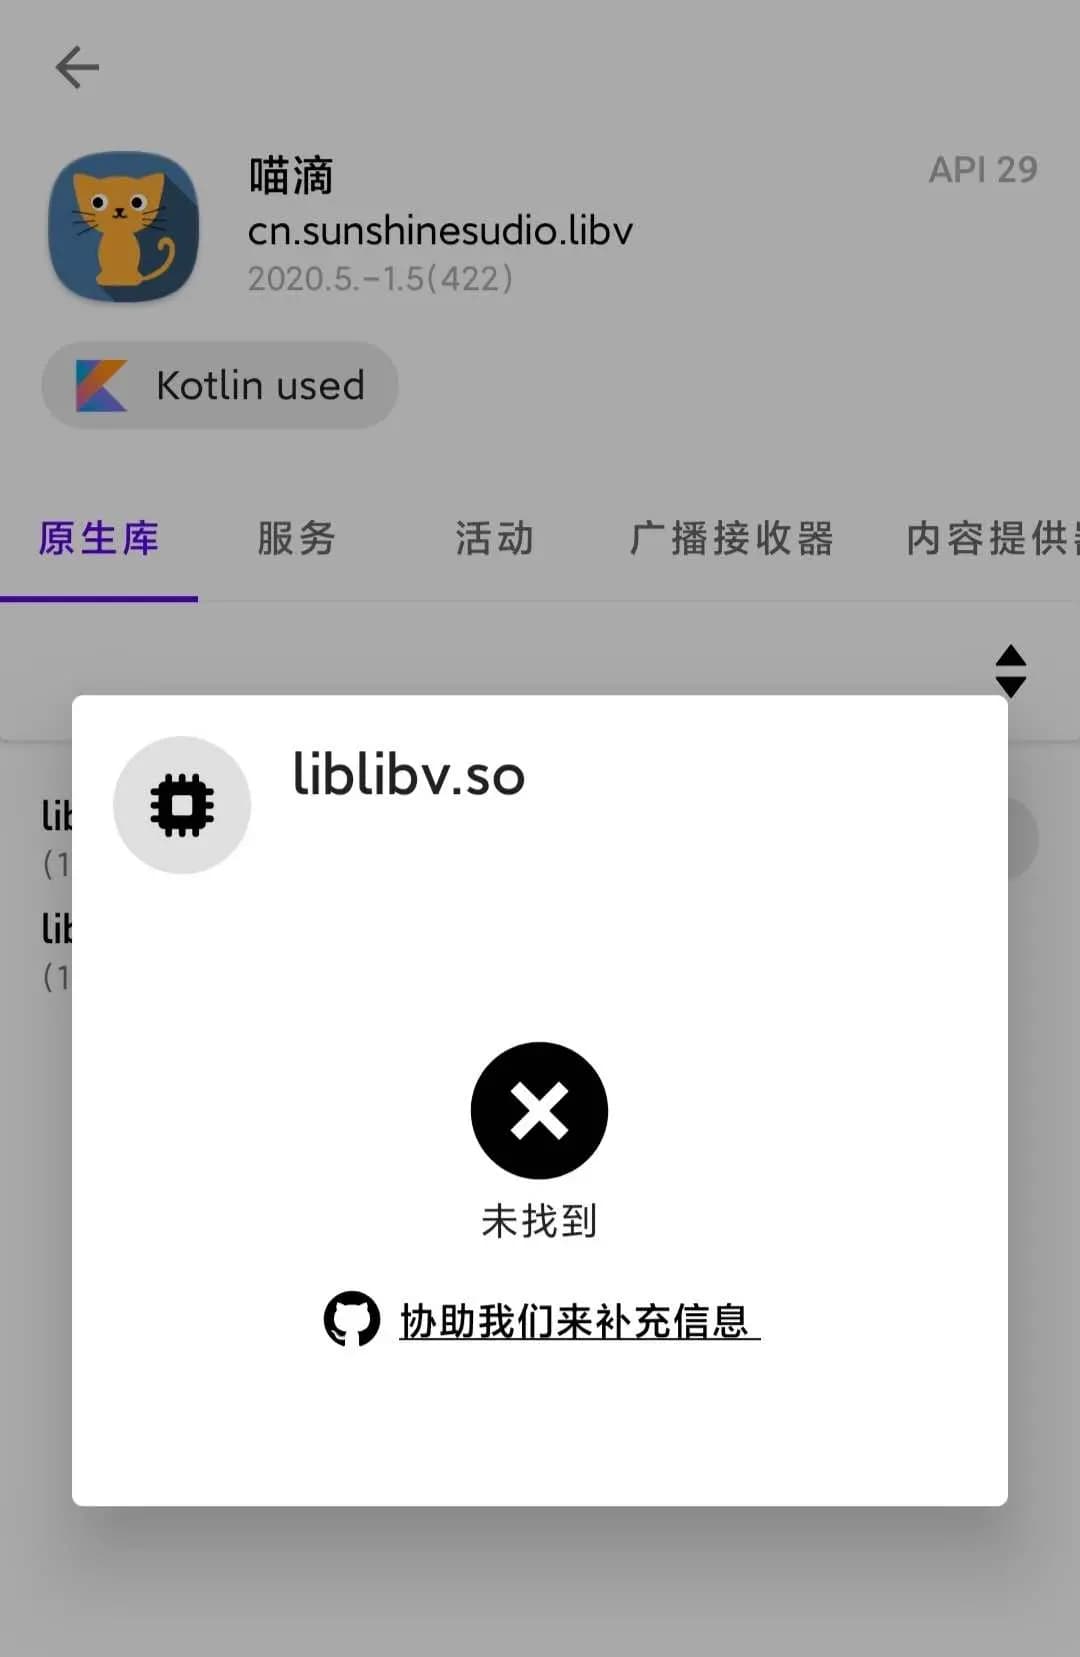 喵滴
API 29
cn.sunshinesudio.libv
2020.5.-1.5(422)
Kotlin used
原生库 服务 活动 广播接收器 内容提供
liblibv.so
lib
(1
lib
(1
未找到
协助我们来补充信息